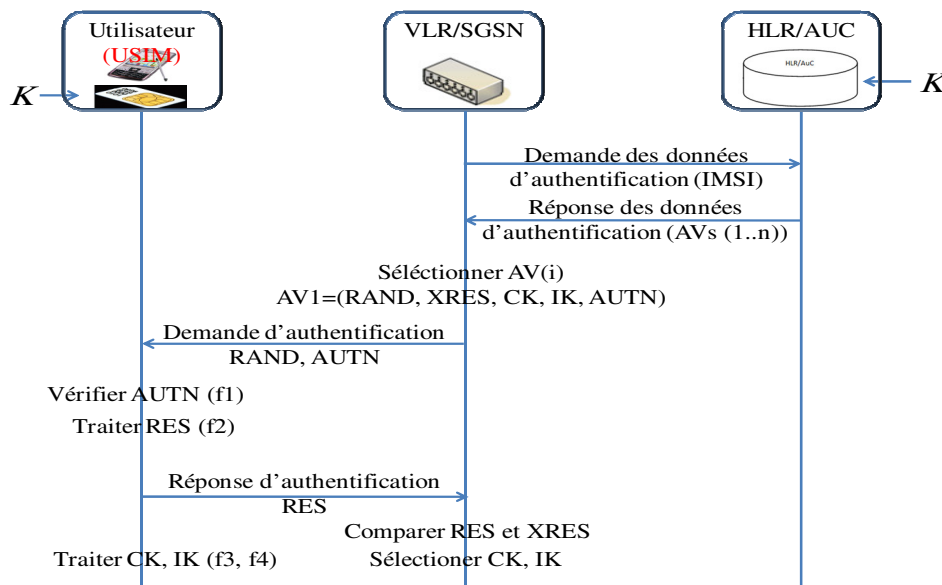 Utilisateur
(USIM)
VLR/SGSN
HLR/AUC
HLR/AuC
K
K
Demande des données
d'authentification (IMSI)
Réponse des données
d'authentification (AVs (1..n))
Séléctionner AV(i)
AV1=(RAND, XRES, CK, IK, AUTN)
Demande d'authentification
RAND, AUTN
Vérifier AUTN (f1)
Traiter RES (f2)
Réponse d'authentification
RES
Comparer RES et XRES
Traiter CK, IK (f3, f4)
Sélectioner CK, IK